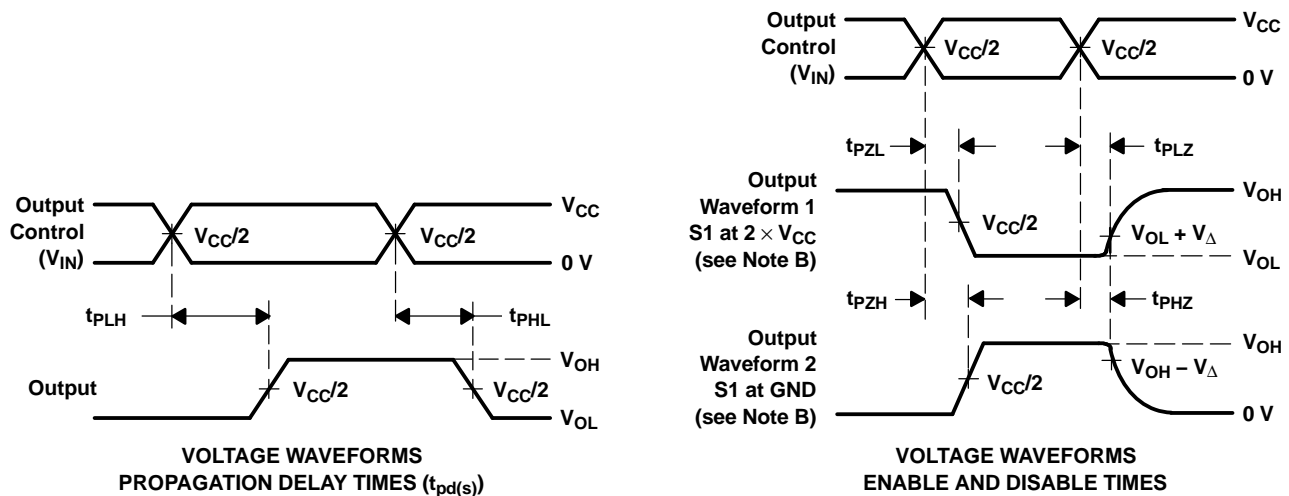 Output
Control
(VIN)
VCC
VCC/2
VCC/2
0 V
tPLH
tPHL
Output
VOH
VCC/2
VCC/2
VOL
VOLTAGE WAVEFORMS
PROPAGATION DELAY TIMES (tpd(s))
Output
Control
(VIN)
VCC
VCC/2
VCC/2
0 V
tPZL
tPLZ
Output
Waveform 1
S1 at 2 × VCC
(see Note B)
VOH
VCC/2
VOL + VΔ
VOL
tPZH
tPHZ
Output
Waveform 2
S1 at GND
(see Note B)
VOH
VCC/2
VOH − VΔ
0 V
VOLTAGE WAVEFORMS
ENABLE AND DISABLE TIMES